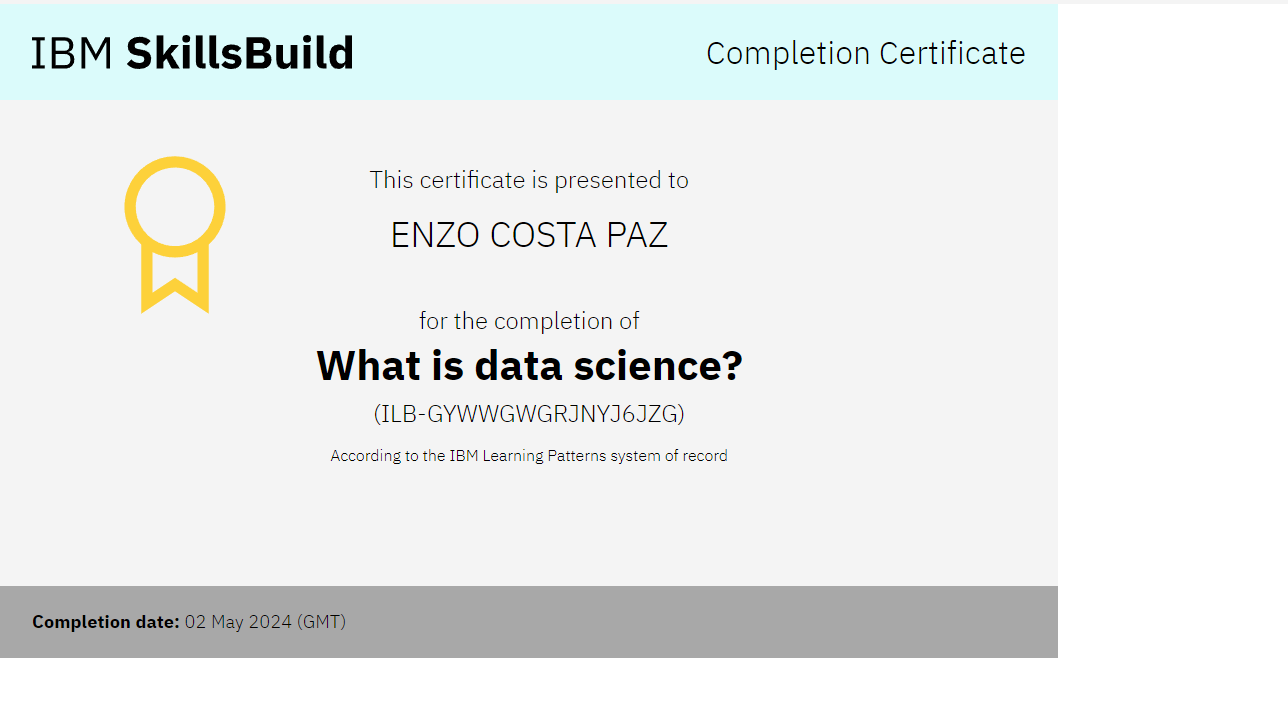 IBM SkillsBuild
Completion Certificate
This certificate is presented to
ENZO COSTA PAZ
for the completion of
What is data science?
(ILB-GYWWGWGRJNYJ6JZG)
According to the IBM Learning Patterns system of record
Completion date: 02 May 2024 (GMT)